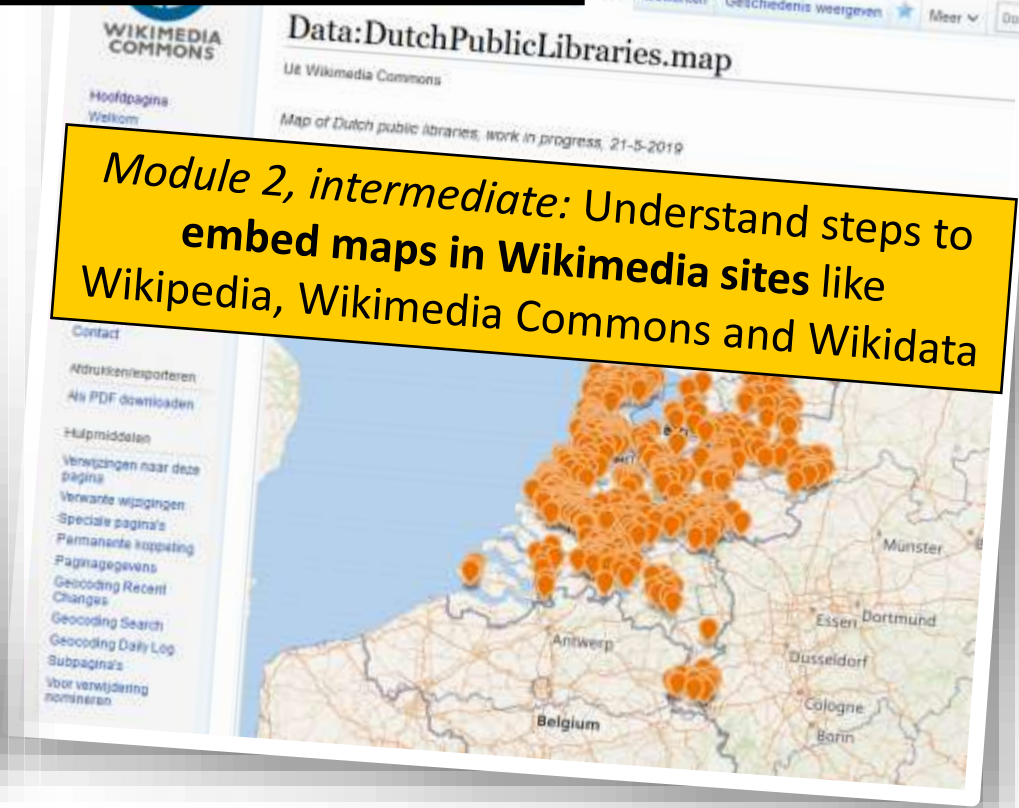 Geschiedenis weergeven
Meer
WIKIMEDIA
COMMONS
Data:DutchPublicLibraries.map
Uit Wikimedia Commons
Hoofdpagina
Welkom
Map of Dutch public libraries, work in progress, 21-5-2019
Module 2, intermediate: Understand steps to
embed maps in Wikimedia sites like
Wikipedia, Wikimedia Commons and Wikidata
Contact
Afdrukken/exporteren
Als PDF downloaden
Hulpmiddelen
Verwijzingen naar deze
pagina
Verwante wijzigingen
Speciale pagina's
Permanente koppeling
Paginagegevens
Geocoding Recent
Changes
Geocoding Search
Geocoding Daily Log
Subpagina's
Voor verwijdering
nomineren
Münster
Essen
Dortmund
Antwerp
Dusseldorf
Cologne
Belgium
Bonn